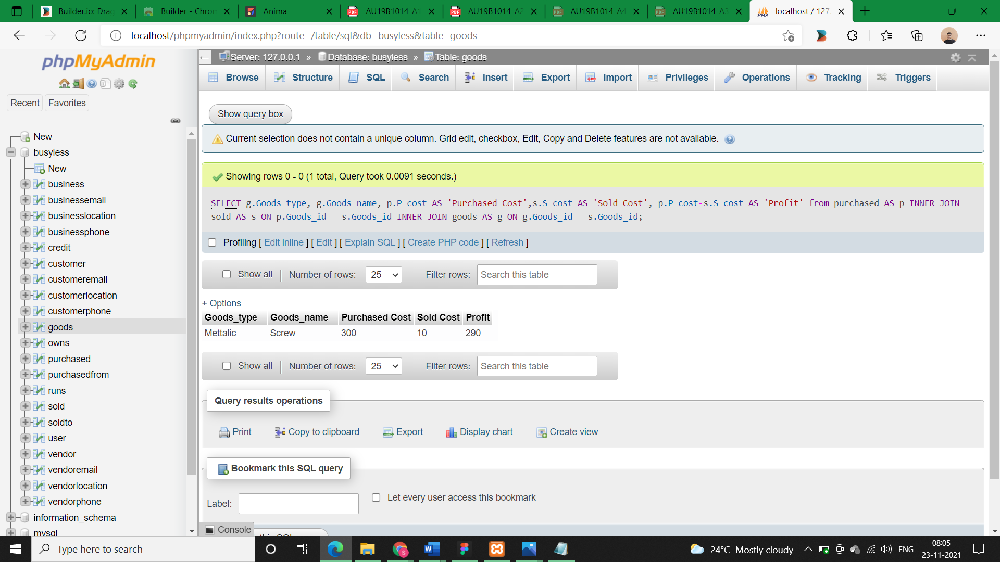 Builder.io: Drag
Builder - Chrom
Anima
AU19B1014_A1
AU19B1014_A2
AU19B1014_A4
AU19B1014_A3
localhost / 127.
localhost/phpmyadmin/index.php?route=/table/sql&db=busyless&table=goods
phpMyAdmin
Recent
Favorites
New
busyless
New
business
businessemail
businesslocation
businessphone
credit
customer
customeremail
customerlocation
customerphone
goods
owns
purchased
purchasedfrom
runs
sold
soldto
user
vendor
vendoremail
vendorlocation
vendorphone
information_schema
mysql
Server: 127.0.0.1 » Database: busyless » Table: goods
Browse Structure SQL Search Insert Export Import Privileges Operations Tracking Triggers
Show query box
Current selection does not contain a unique column. Grid edit, checkbox, Edit, Copy and Delete features are not available.
Showing rows 0 - 0 (1 total, Query took 0.0091 seconds.)
SELECT g.Goods_type, g.Goods_name, p.P_cost AS 'Purchased Cost',s.S_cost AS 'Sold Cost', p.P_cost-s.S_cost AS 'Profit' from purchased AS p INNER JOIN
sold AS s ON p.Goods_id = s.Goods_id INNER JOIN goods AS g ON g.Goods_id = s.Goods_id;
Profiling [ Edit inline ] [ Edit ] [ Explain SQL ] [ Create PHP code ] [ Refresh ]
Show all Number of rows: 25 Filter rows: Search this table
+ Options
Goods_type Goods_name Purchased Cost Sold Cost Profit
Mettalic Screw 300 10 290
Show all Number of rows: 25 Filter rows: Search this table
Query results operations
Print Copy to clipboard Export Display chart Create view
Bookmark this SQL query
Label:
Let every user access this bookmark
Console
Type here to search
24°C Mostly cloudy
ENG
08:05
23-11-2021